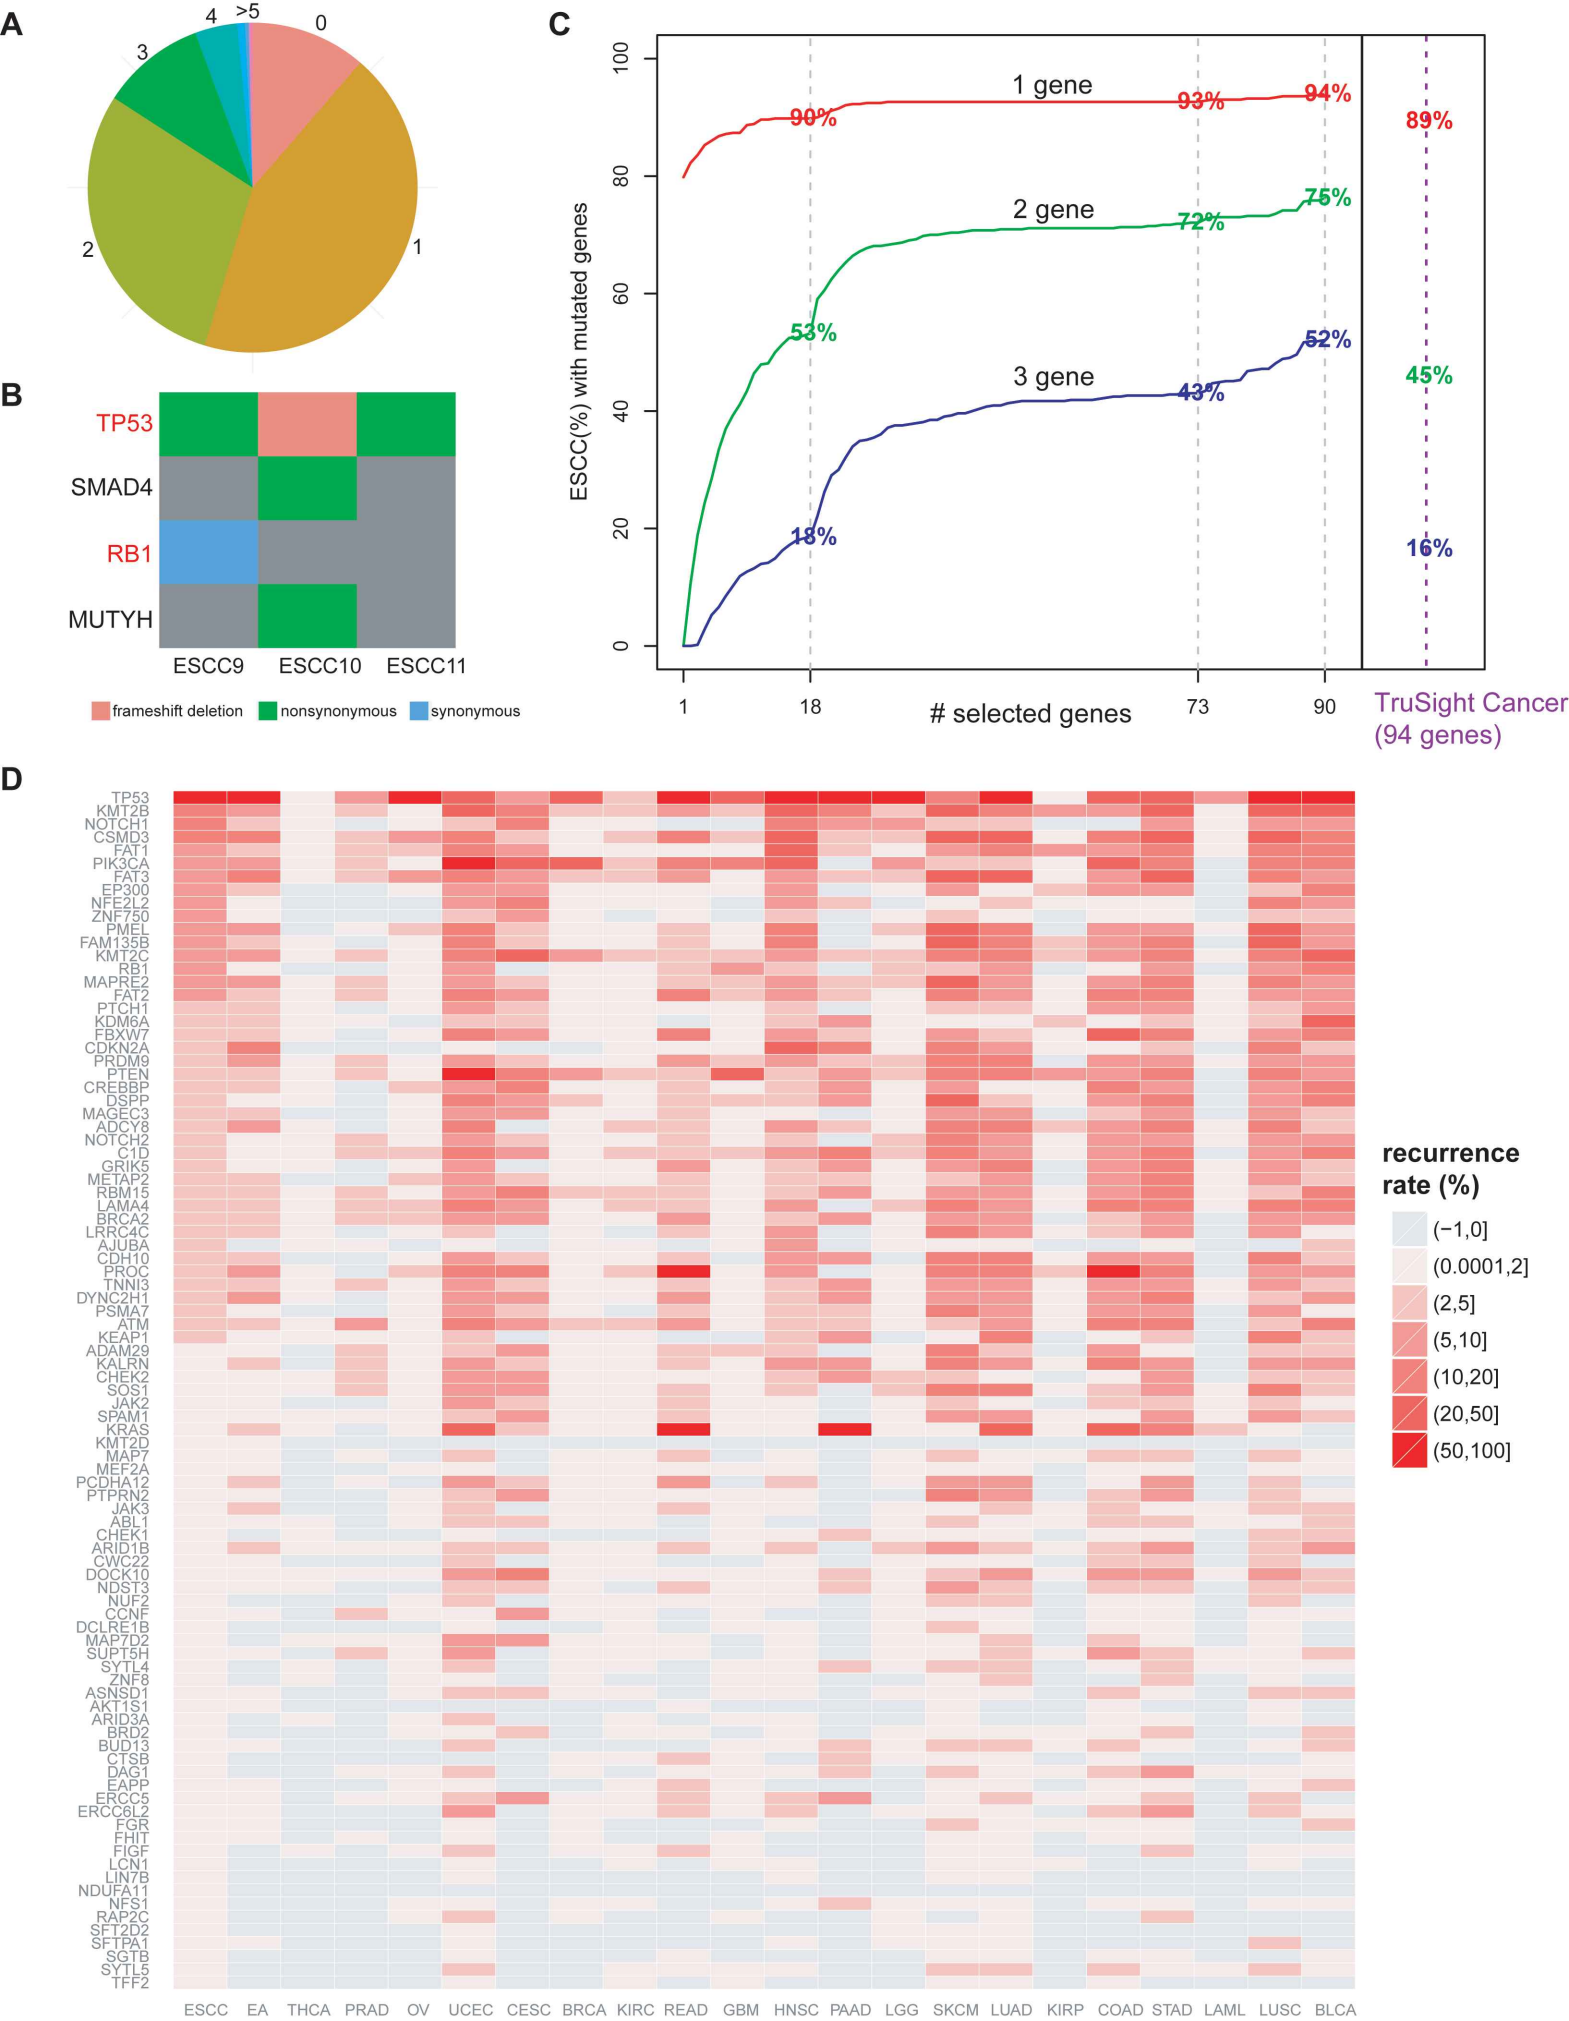 A
0
1
2
3
4
>5
B
TP53
SMAD4
RB1
MUTYH
ESCC9 ESCC10 ESCC11
frameshift deletion nonsynonymous synonymous
C
ESCC(%) with mutated genes
100
80
60
40
20
0
1 gene
90% 93% 94% 89%
2 gene
53% 72% 75% 45%
3 gene
18% 43% 52% 16%
1 18 73 90
# selected genes
TruSight Cancer
(94 genes)
D
TP53
KMT2B
NOTCH1
CSMD3
FAT1
PIK3CA
FAT3
EP300
NFE2L2
ZNF750
PMEL
FAM135B
KMT2C
RB1
MAPRE2
FAT2
PTCH1
KDM6A
FBXW7
CDKN2A
PRDM9
PTEN
CREBBP
DSPP
MAGEC3
ADCY8
NOTCH2
C1D
GRIK5
METAP2
RBM15
LAMA4
BRCA2
LRRC4C
AJUBA
CDH10
PROC
TNNI3
DYNC2H1
PSMA7
ATM
KEAP1
ADAM29
KALRN
CHEK2
SOS1
JAK2
SPAM1
KRAS
KMT2D
MAP7
MEF2A
PCDHA12
PTPRN2
JAK3
ABL1
CHEK1
ARID1B
CWC22
DOCK10
NDST3
NUF2
CCNF
DCLRE1B
MAP7D2
SUPT5H
SYTL4
ZNF8
ASNSD1
AKT1S1
ARID3A
BRD2
BUD13
CTSB
DAG1
EAPP
ERCC5
ERCC6L2
FGR
FHIT
FIGF
LCN1
LIN7B
NDUFA11
NFS1
RAP2C
SFT2D2
SFTPA1
SGTB
SYTL5
TFF2
ESCC EA THCA PRAD OV UCEC CESC BRCA KIRC READ GBM HNSC PAAD LGG SKCM LUAD KIRP COAD STAD LAML LUSC BLCA
recurrence
rate (%)
(−1,0]
(0.0001,2]
(2,5]
(5,10]
(10,20]
(20,50]
(50,100]